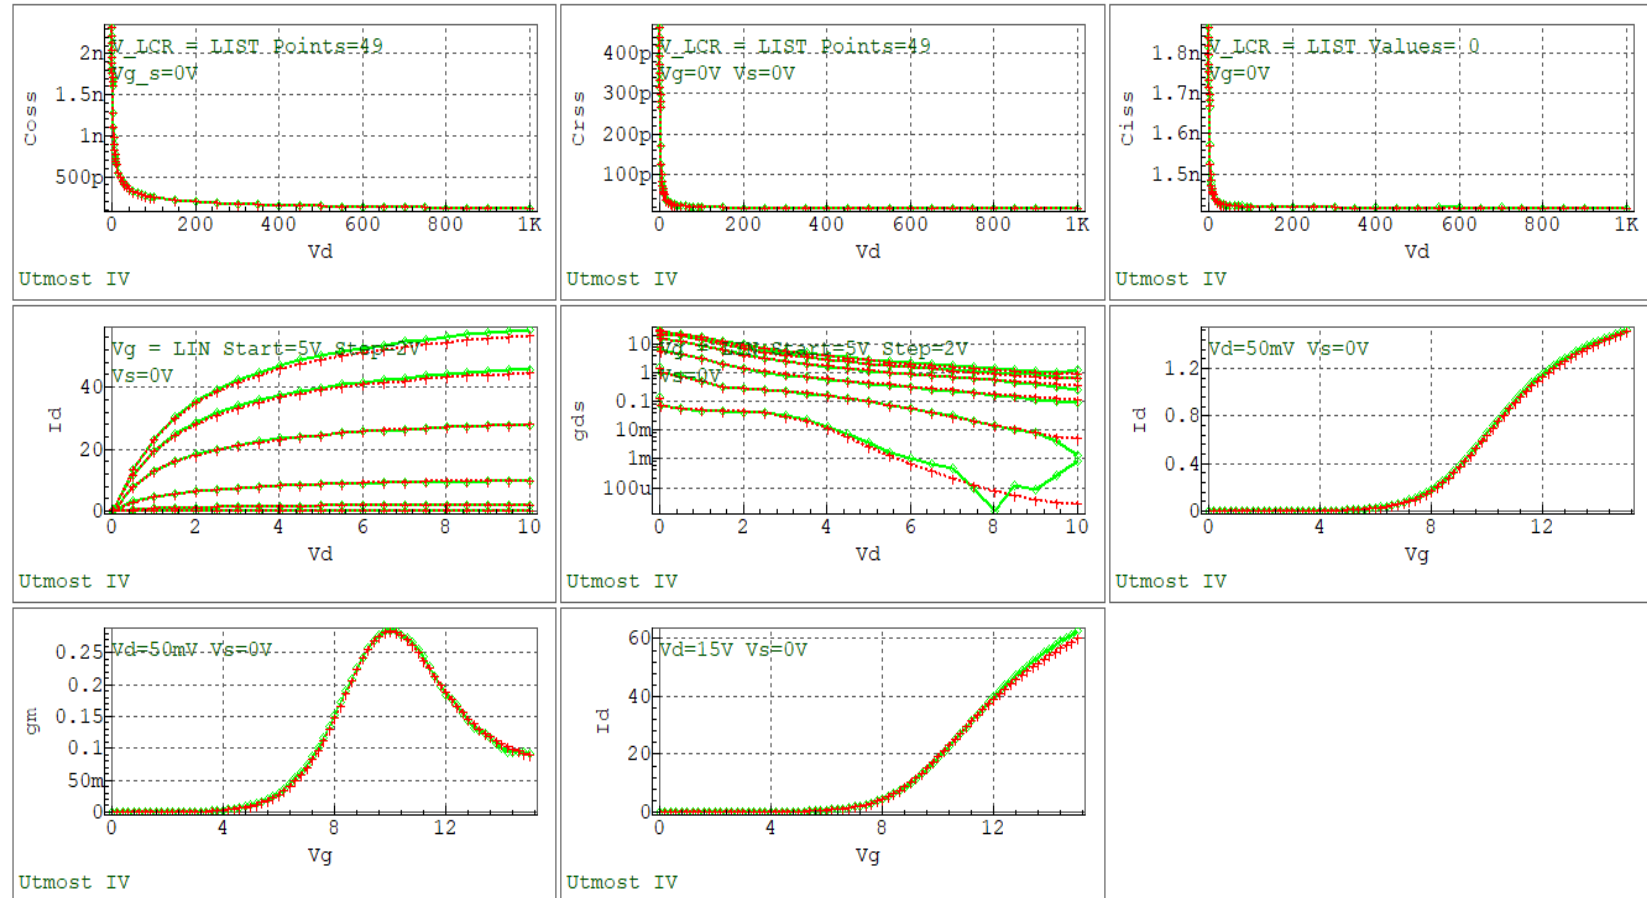 2n
V_LCR = LIST Points=49
Vg_s=0V
1.5n
1n
500p
Coss
0 200 400 600 800 1K
Vd
Utmost IV
400p
V_LCR = LIST Points=49
Vg=0V Vs=0V
300p
200p
100p
Crss
0 200 400 600 800 1K
Vd
Utmost IV
1.8n
V_LCR = LIST Values= 0
Vg=0V
1.7n
1.6n
1.5n
Ciss
0 200 400 600 800 1K
Vd
Utmost IV
Vg = LIN Start=5V Step=2V
Vs=0V
40
20
0
Id
0 2 4 6 8 10
Vd
Utmost IV
10
Vg = LIN Start=5V Step=2V
1
Vs=0V
0.1
10m
1m
100u
gds
0 2 4 6 8 10
Vd
Utmost IV
Vd=50mV Vs=0V
1.2
0.8
0.4
0
Id
0 4 8 12
Vg
Utmost IV
0.25
Vd=50mV Vs=0V
0.2
0.15
0.1
50m
0
gm
0 4 8 12
Vg
Utmost IV
60
Vd=15V Vs=0V
40
20
0
Id
0 4 8 12
Vg
Utmost IV